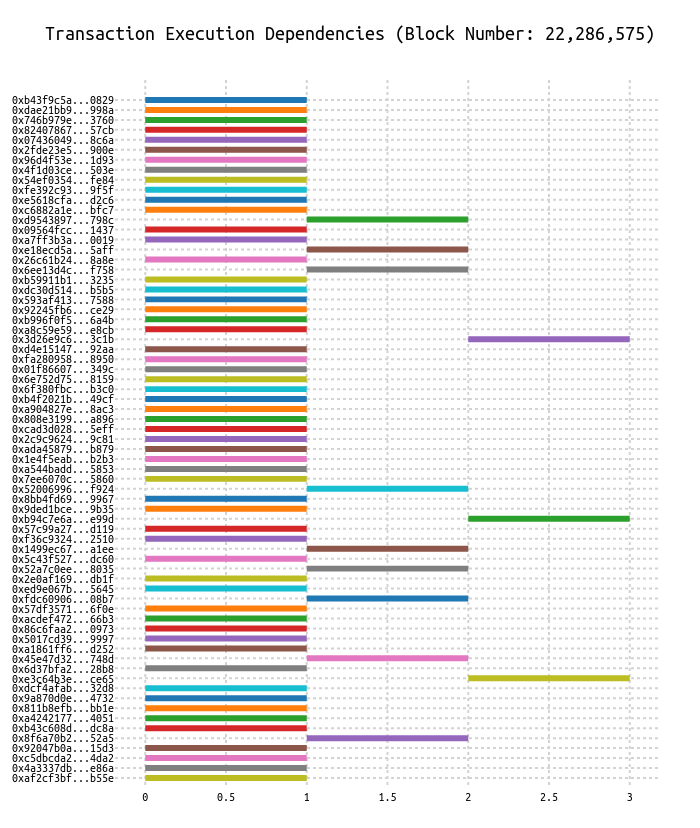 Transaction Execution Dependencies (Block Number: 22,286,575)
0xb43f9c5a...0829
0xdae21bb9...998a
0x746b979e...3760
0x82407867...57cb
0x07436049...8c6a
0x2fde23e5...900e
0x96d4f53e...1d93
0x4f1d03ce...503e
0x54ef0354...fe84
0xfe392c93...9f5f
0xe5618cfa...d2c6
0xc6882a1e...bfc7
0xd9543897...798c
0x09564fcc...1437
0xa7ff3b3a...0019
0xe18ecd5a...5aff
0x26c61b24...8a8e
0x6ee13d4c...f758
0xb59911b1...3235
0xdc30d514...b5b5
0x593af413...7588
0x92245fb6...ce29
0xb996f0f5...6a4b
0xa8c59e59...e8cb
0x3d26e9c6...3c1b
0xd4e15147...92aa
0xfa280958...8950
0x01f86607...349c
0x6e752d75...8159
0x6f380fbc...b3c0
0xb4f2021b...49cf
0xa904827e...8ac3
0x808e3199...a896
0xcad3d028...5eff
0x2c9c9624...9c81
0xada45879...b879
0x1e4f5eab...b2b3
0xa544badd...5853
0x7ee6070c...5860
0x52006996...f924
0x8bb4fd69...9967
0x9ded1bce...9b35
0xb94c7e6a...e99d
0x57c99a27...d119
0xf36c9324...2510
0x1499ec67...a1ee
0x5c43f527...dc60
0x52a7c0ee...8035
0x2e0af169...db1f
0xed9e067b...5645
0xfdc60906...08b7
0x57df3571...6f0e
0xacdef472...66b3
0x86c6faa2...0973
0x5017cd39...9997
0xa1861ff6...d252
0x45e47d32...748d
0x6d37bfa2...28b8
0xe3c64b3e...ce65
0xdcf4afab...32d8
0x9a870d0e...4732
0x811b8efb...bb1e
0xa4242177...4051
0xb43c608d...dc8a
0x8f6a70b2...52a5
0x92047b0a...15d3
0xc5dbcda2...4da2
0x4a3337db...e86a
0xaf2cf3bf...b55e
0 0.5 1 1.5 2 2.5 3